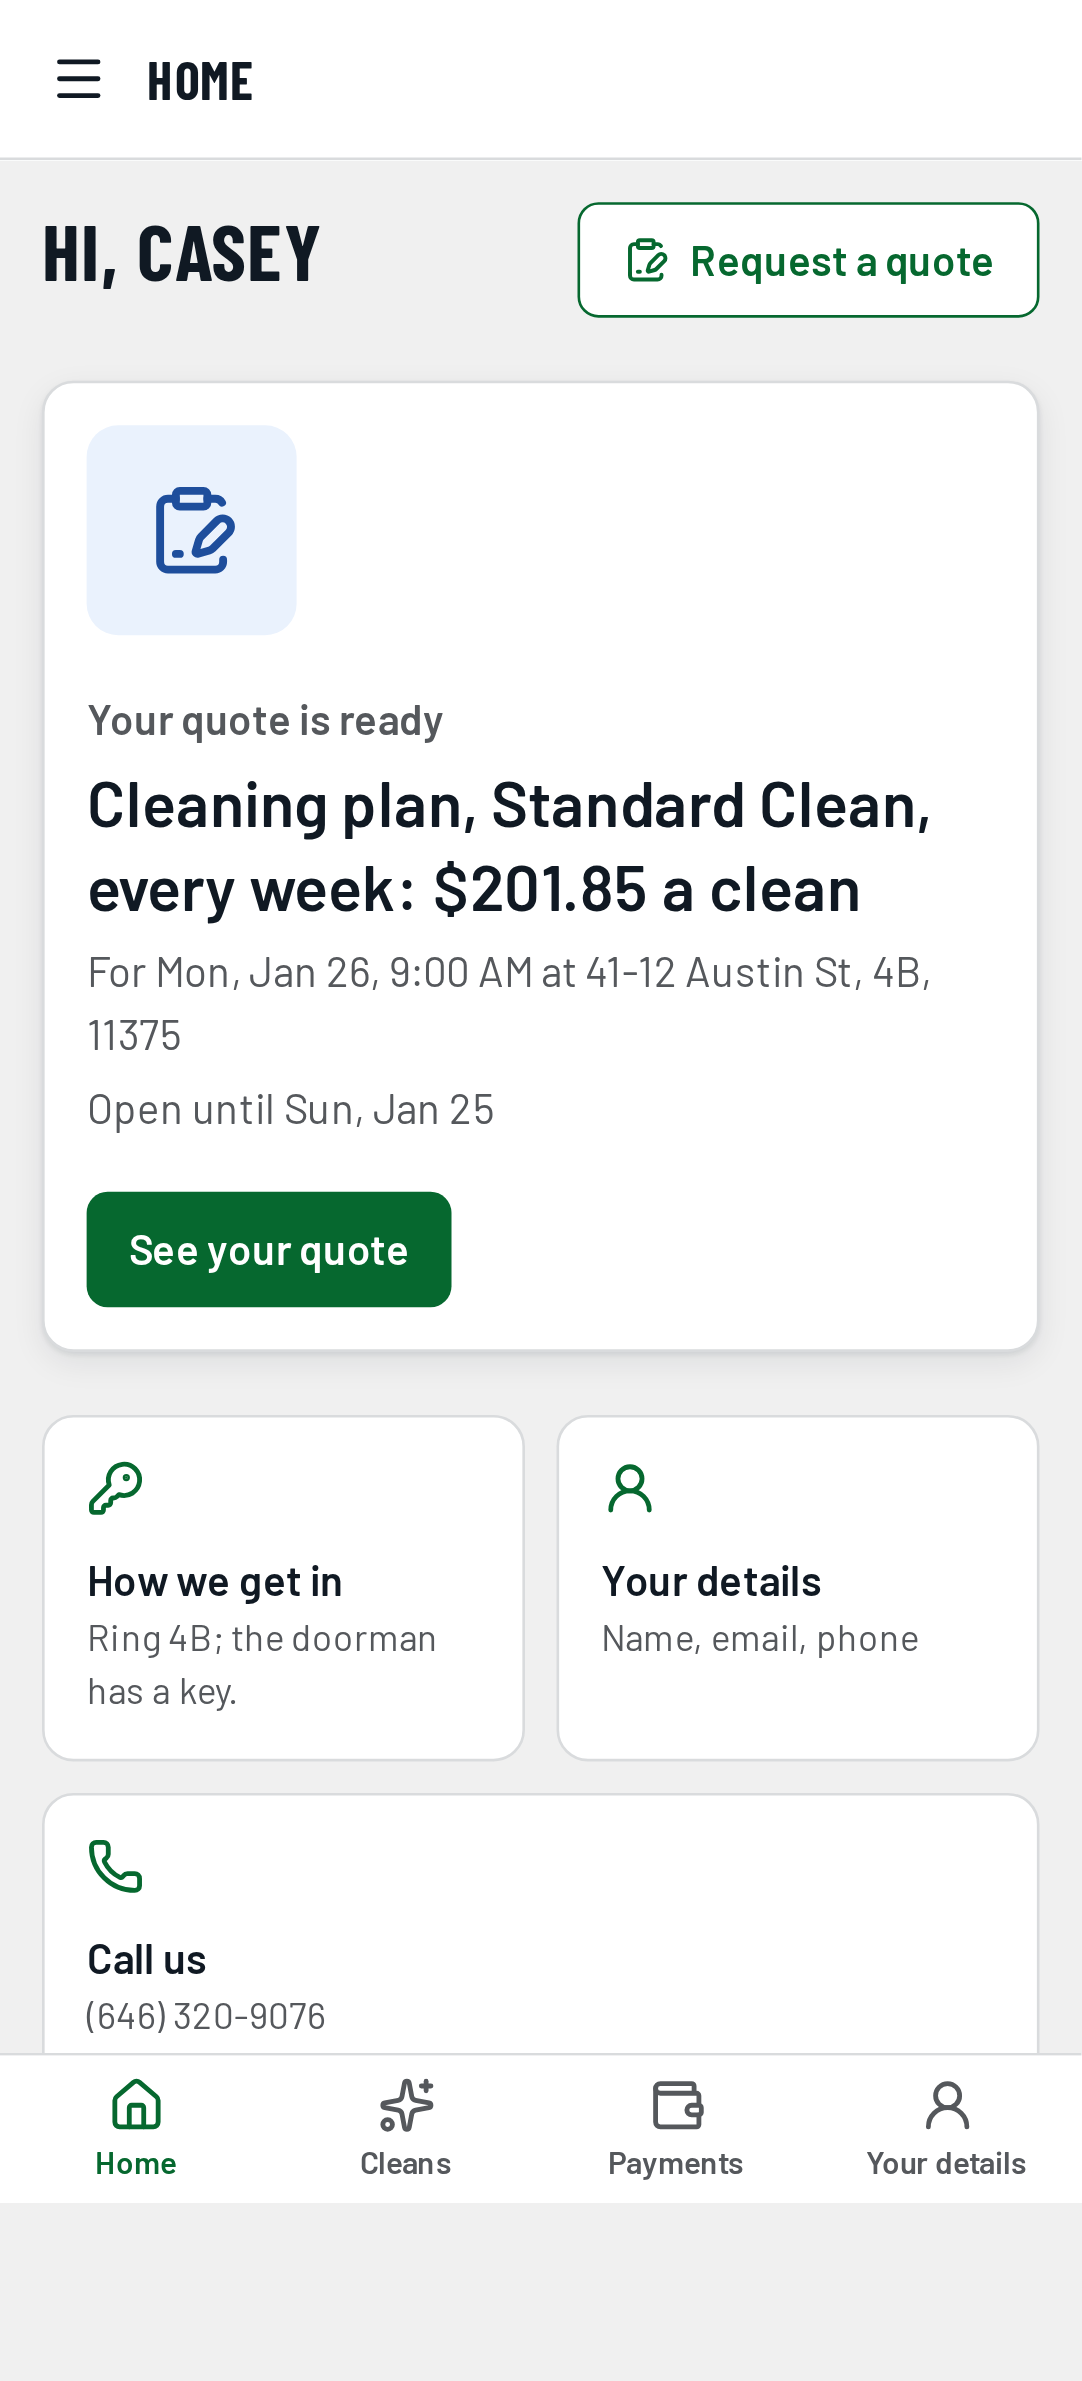 HOME
HI, CASEY
Request a quote
Your quote is ready
Cleaning plan, Standard Clean,
every week: $201.85 a clean
For Mon, Jan 26, 9:00 AM at 41-12 Austin St, 4B,
11375
Open until Sun, Jan 25
See your quote
How we get in
Ring 4B; the doorman
has a key.
Your details
Name, email, phone
Call us
(646) 320-9076
Home
Cleans
Payments
Your details